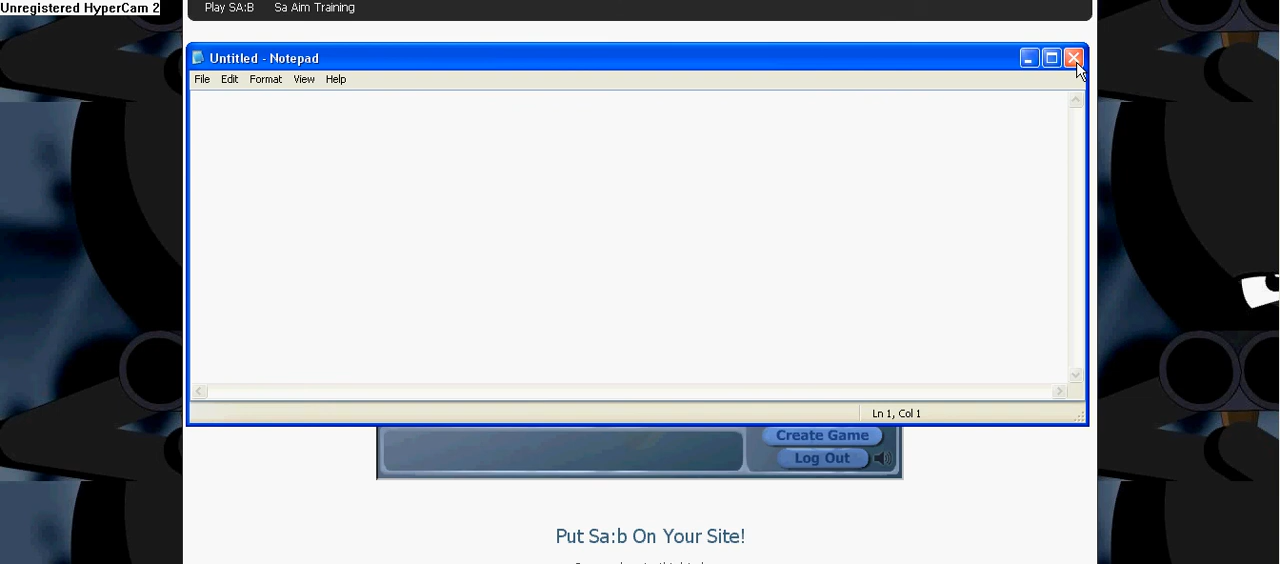 Unregistered HyperCam 2
Play SA:B Sa Aim Training
Untitled - Notepad
File Edit Format View Help
Ln 1, Col 1
Create Game
Log Out
Put Sa:b On Your Site!